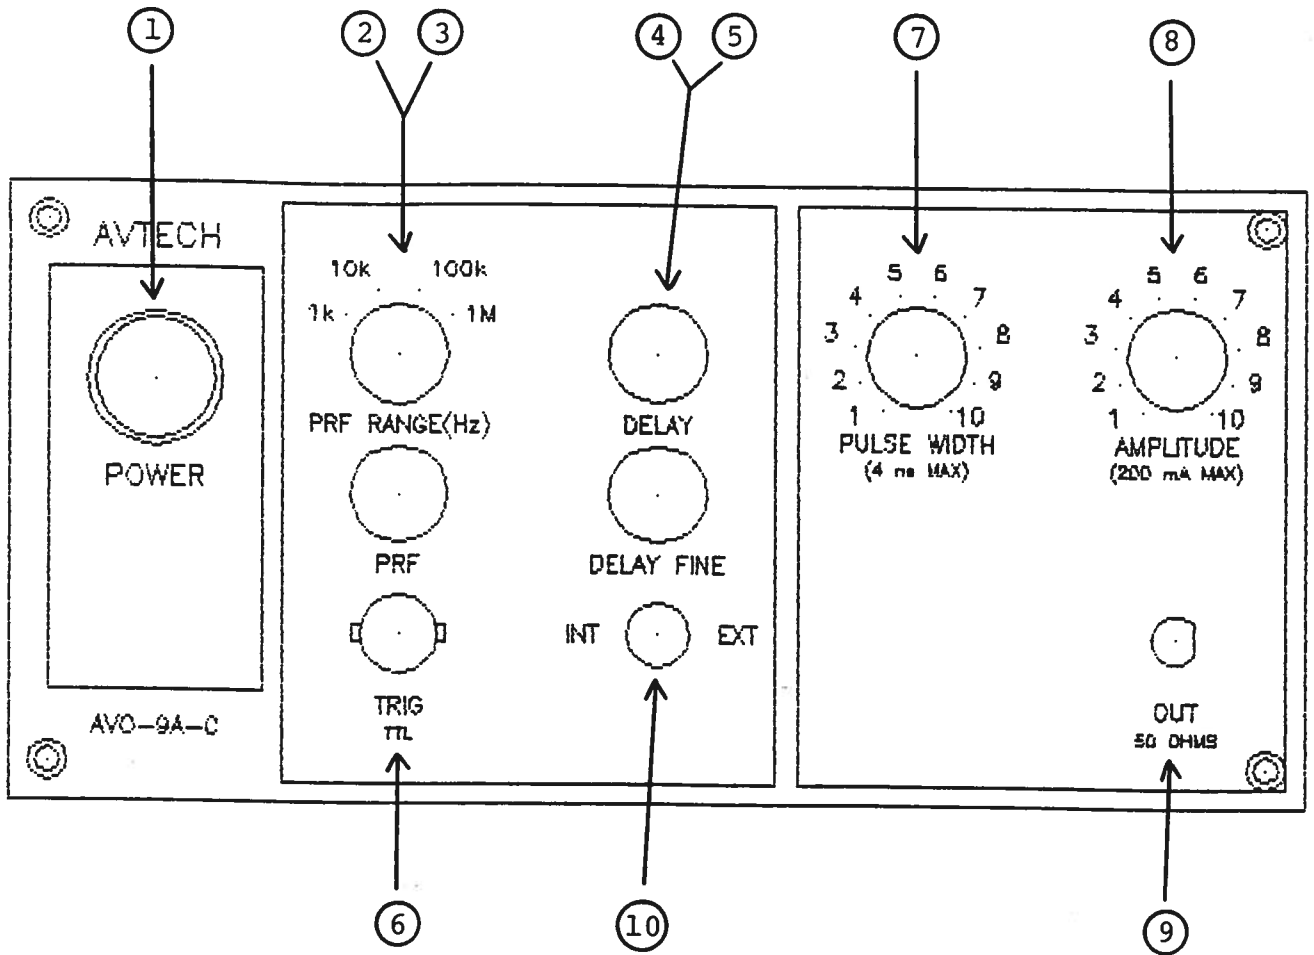 1 2 3 4 5 7 8
AVTECH
POWER
AVO-9A-C
1k 10k 100k 1M
PRF RANGE(Hz)
PRF
TRIG
TTL
DELAY
DELAY FINE
INT EXT
1 2 3 4 5 6 7 8 9 10
PULSE WIDTH
(4 ns MAX)
1 2 3 4 5 6 7 8 9 10
AMPLITUDE
(200 mA MAX)
OUT
50 OHMS
6 10 9